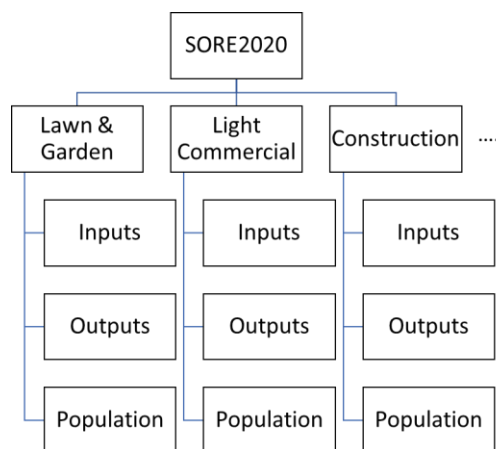 SORE2020
Lawn &
Garden
Light
Commercial
Construction
....
Inputs
Inputs
Inputs
Outputs
Outputs
Outputs
Population
Population
Population